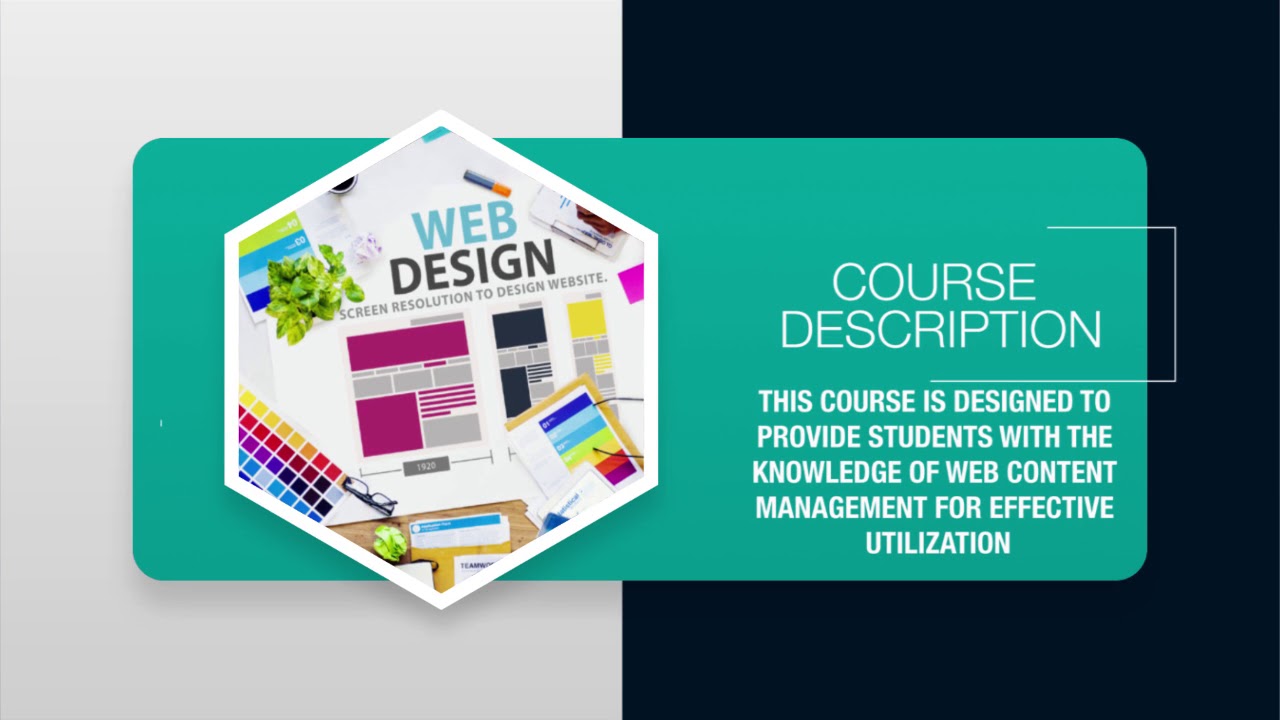 WEB
DESIGN
SCREEN RESOLUTION TO DESIGN WEBSITE.
1920
COURSE
DESCRIPTION
THIS COURSE IS DESIGNED TO
PROVIDE STUDENTS WITH THE
KNOWLEDGE OF WEB CONTENT
MANAGEMENT FOR EFFECTIVE
UTILIZATION